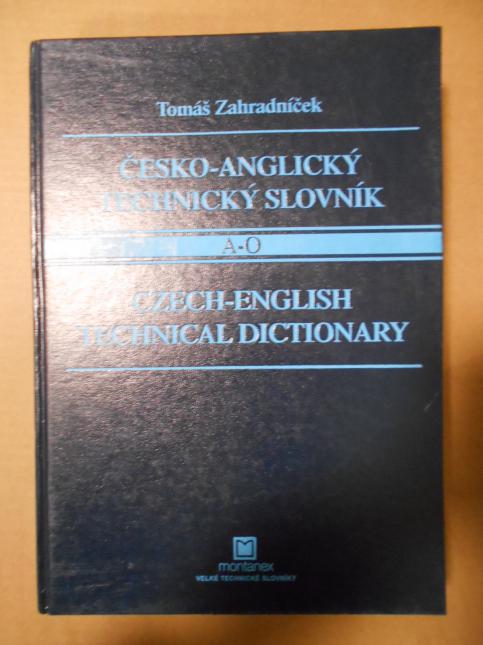 Tomáš Zahradníček
ČESKO-ANGLICKÝ
TECHNICKÝ SLOVNÍK
A-O
CZECH-ENGLISH
TECHNICAL DICTIONARY
montanex
VELKÉ TECHNICKÉ SLOVNÍKY